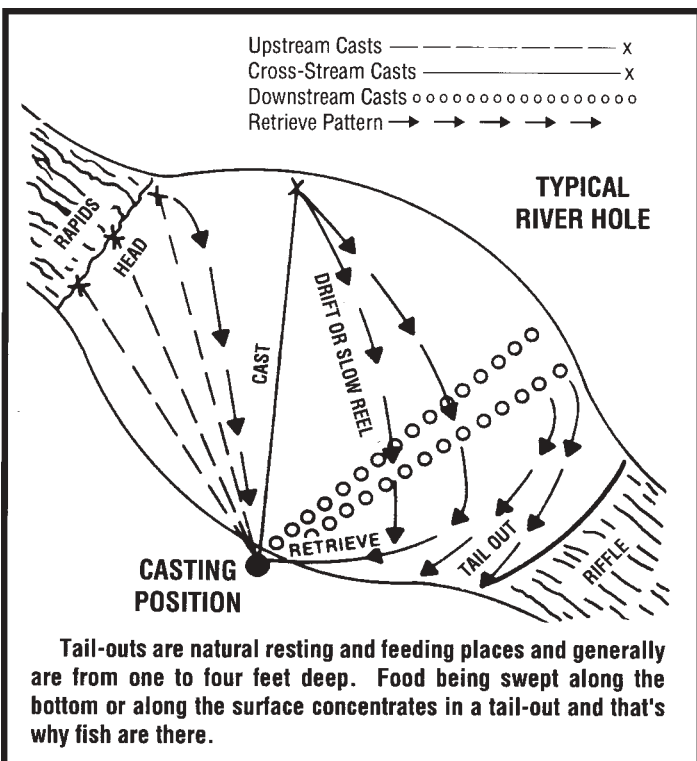 Upstream Casts
Cross-Stream Casts
Downstream Casts
Retrieve Pattern
TYPICAL
RIVER HOLE
RAPIDS
HEAD
CAST
DRIFT OR SLOW REEL
RETRIEVE
TAIL OUT
RIFFLE
CASTING
POSITION
Tail-outs are natural resting and feeding places and generally
are from one to four feet deep. Food being swept along the
bottom or along the surface concentrates in a tail-out and that's
why fish are there.